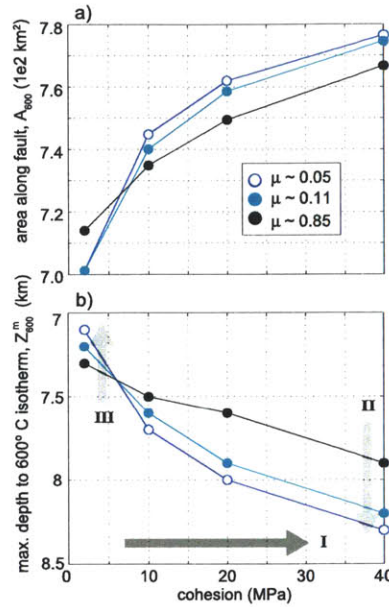 a)
area along fault, A600 (1e2 km²)
7.8
7.6
7.4
7.2
7.0
μ ~ 0.05
μ ~ 0.11
μ ~ 0.85
b)
max. depth to 600° C isotherm, Z^m_600 (km)
7
7.5
8
8.5
III
II
I
0 10 20 30 40
cohesion (MPa)